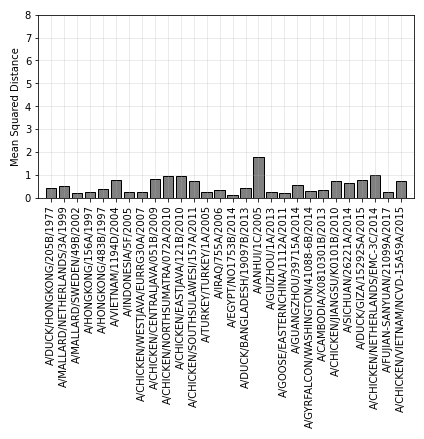 Mean Squared Distance
8
7
6
5
4
3
2
1
0
A/DUCK/HONGKONG/205B/1977
A/MALLARD/NETHERLANDS/3A/1999
A/MALLARD/SWEDEN/49B/2002
A/HONGKONG/156A/1997
A/HONGKONG/483B/1997
A/VIETNAM/1194D/2004
A/INDONESIA/5F/2005
A/CHICKEN/WESTJAVA/EURRG30A/2007
A/CHICKEN/CENTRALJAVA/051B/2009
A/CHICKEN/NORTHSUMATRA/072A/2010
A/CHICKEN/EASTJAVA/121B/2010
A/CHICKEN/SOUTHSULAWESI/157A/2011
A/TURKEY/TURKEY/1A/2005
A/IRAQ/755A/2006
A/EGYPT/NO1753B/2014
A/DUCK/BANGLADESH/19097B/2013
A/ANHUI/1C/2005
A/GUIZHOU/1A/2013
A/GOOSE/EASTERNCHINA/1112A/2011
A/GUANGZHOU/39715A/2014
A/GYRFALCON/WASHINGTON/41088-6B/2014
A/CAMBODIA/X0810301B/2013
A/CHICKEN/JIANGSU/K0101B/2010
A/SICHUAN/26221A/2014
A/DUCK/GIZA/15292SA/2015
A/CHICKEN/NETHERLANDS/EMC-3C/2014
A/FUJIAN-SANYUAN/21099A/2017
A/CHICKEN/VIETNAM/NCVD-15A59A/2015